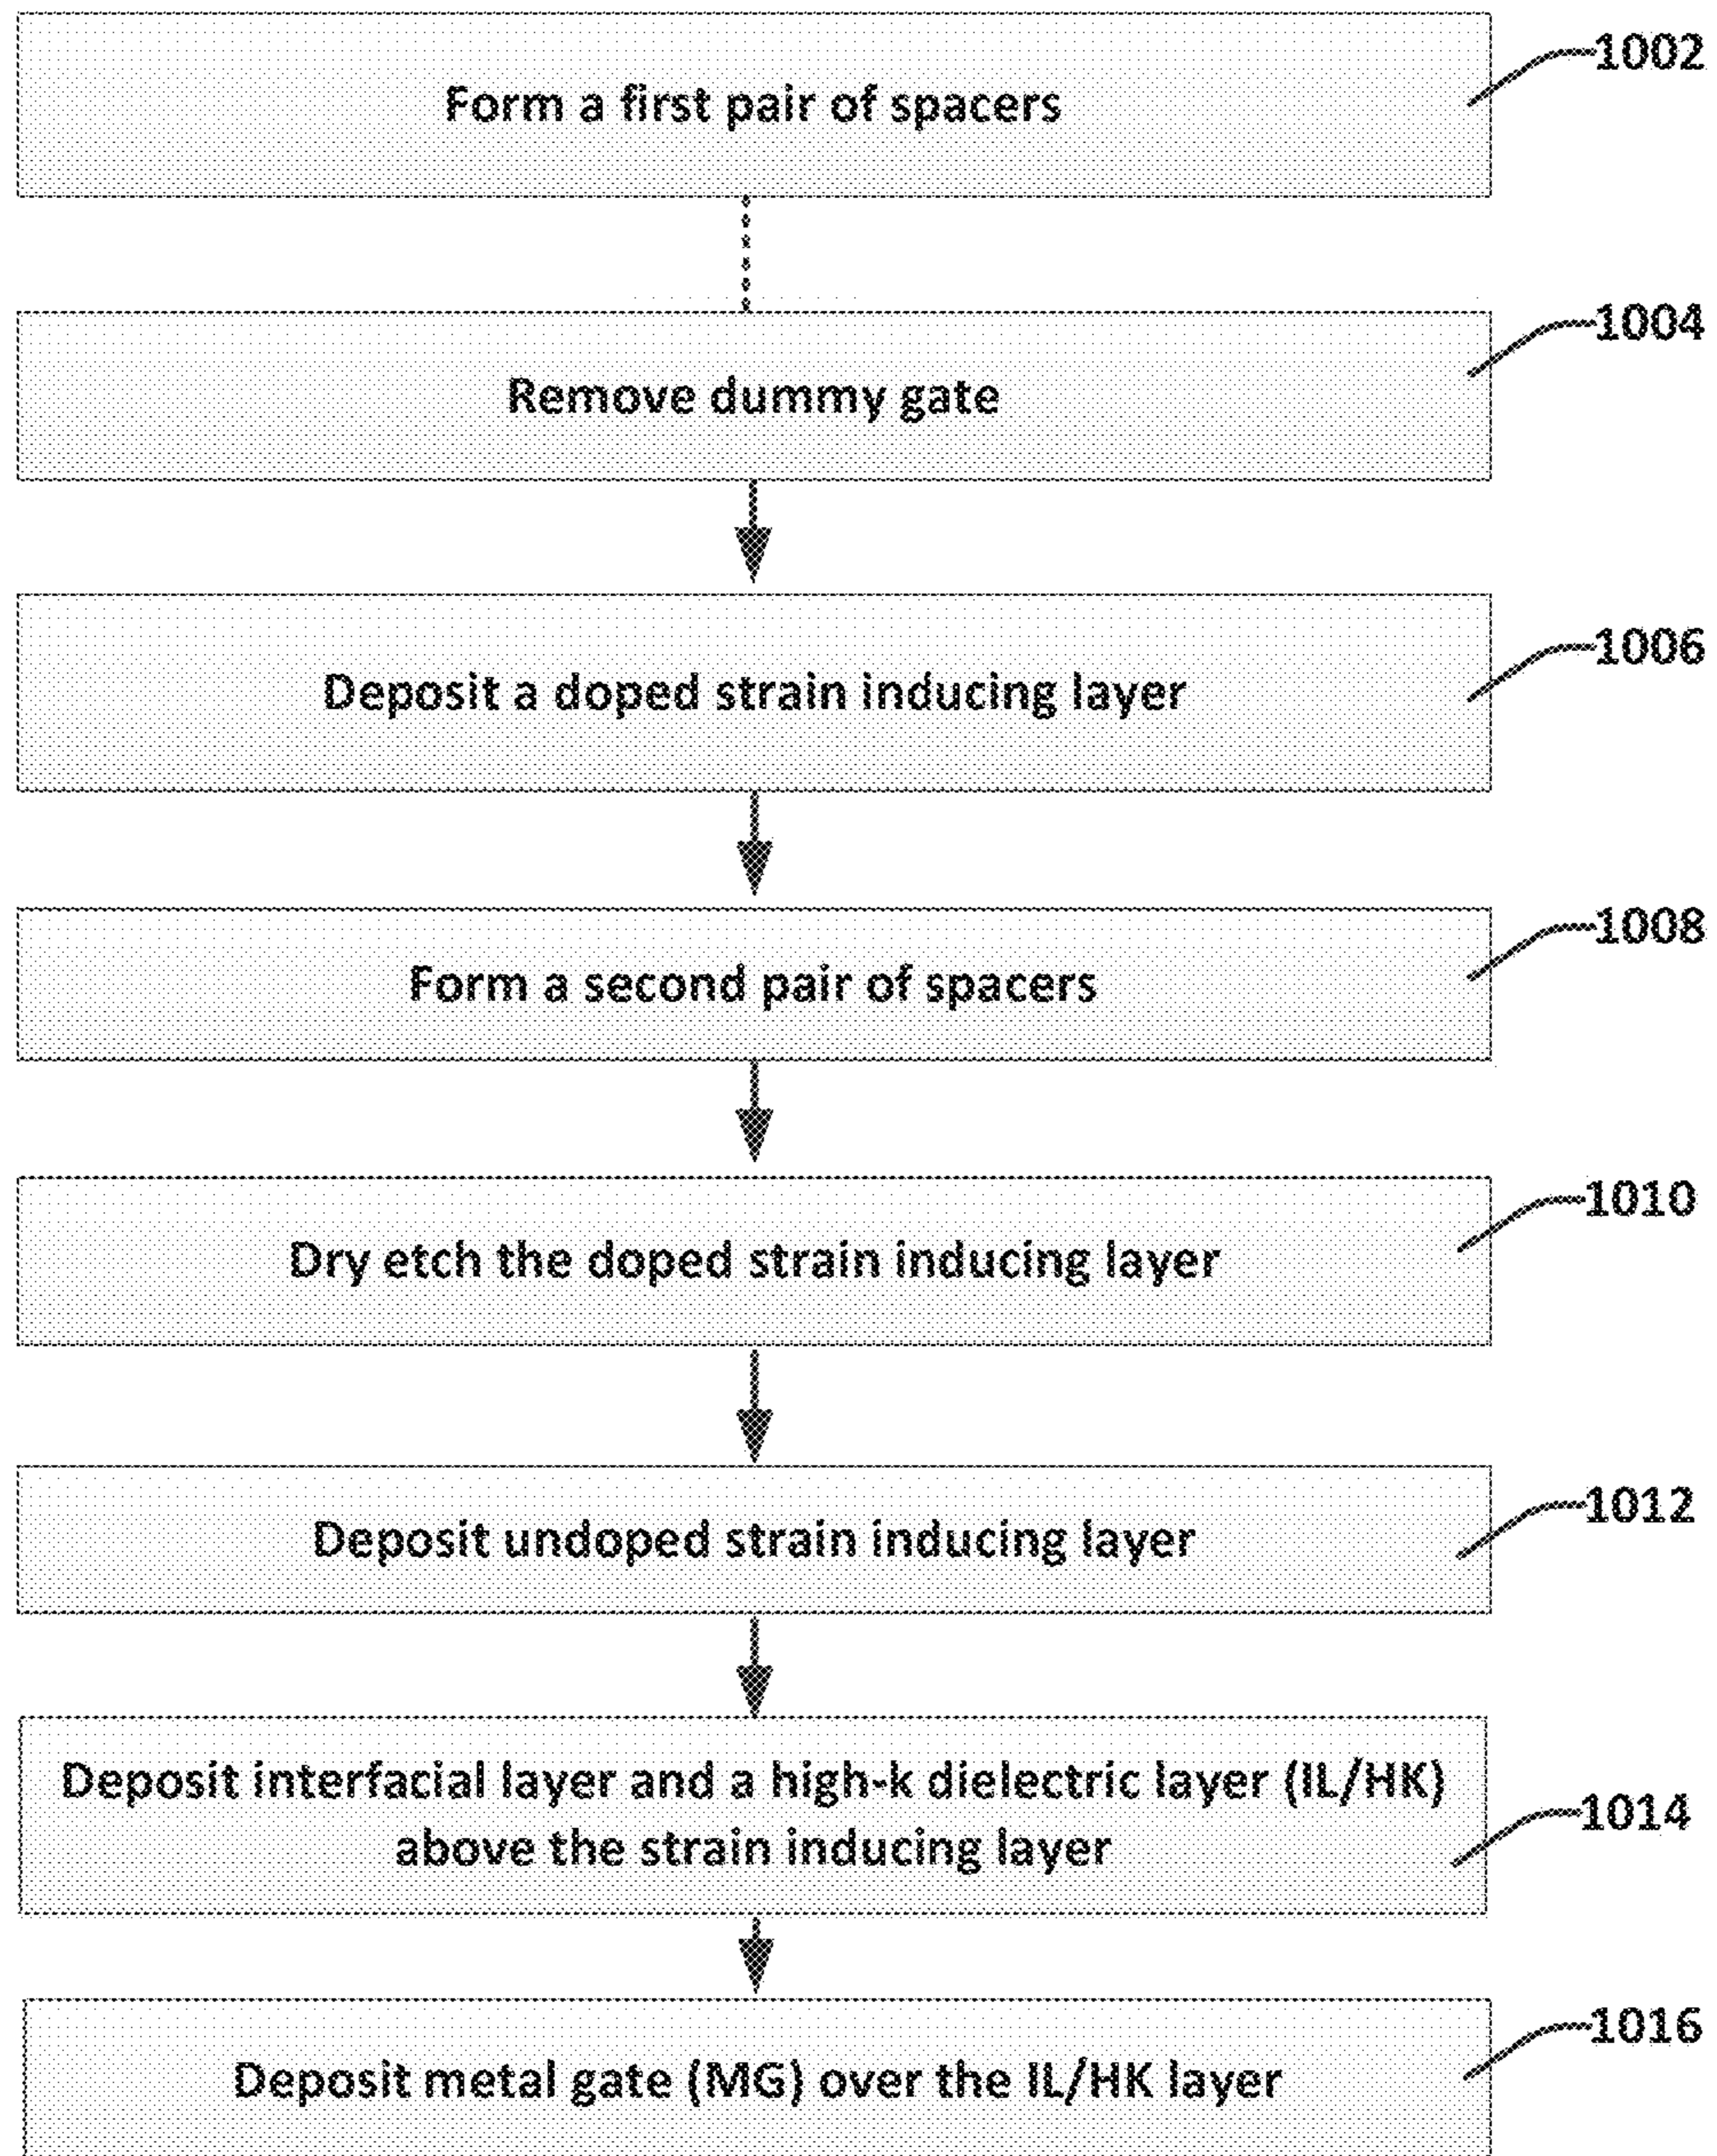 Form a first pair of spacers
1002
Remove dummy gate
1004
Deposit a doped strain inducing layer
1006
Form a second pair of spacers
1008
Dry etch the doped strain inducing layer
1010
Deposit undoped strain inducing layer
1012
Deposit interfacial layer and a high-k dielectric layer (IL/HK)
above the strain inducing layer
1014
Deposit metal gate (MG) over the IL/HK layer
1016